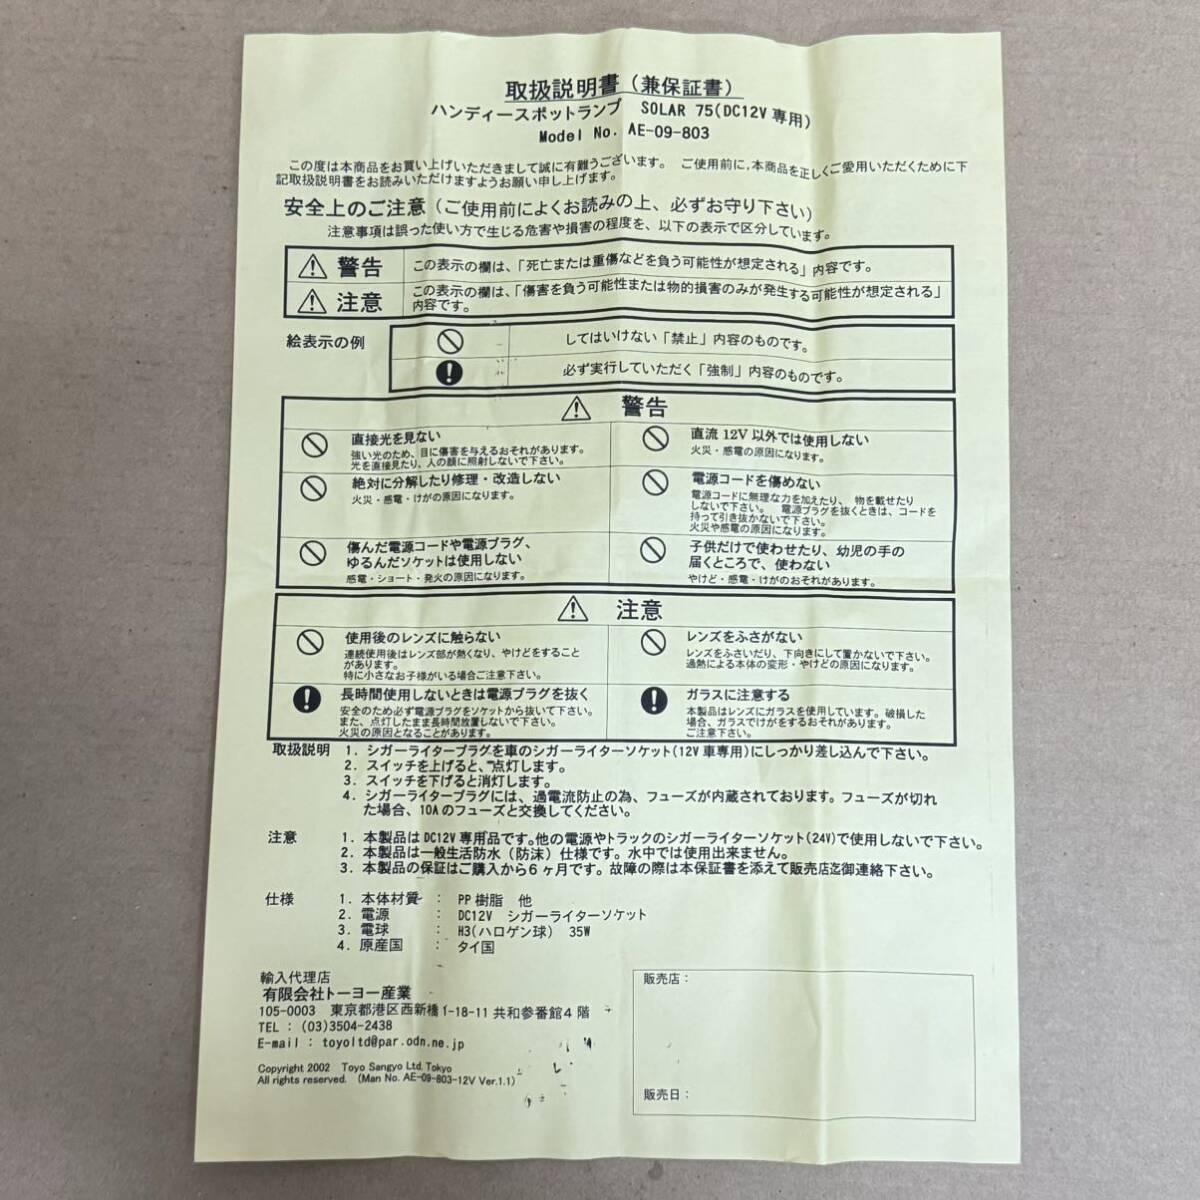 取扱説明書（兼保証書）
ハンディースポットランプ　SOLAR 75(DC12V 専用)
Model No. AE-09-803
この度は本商品をお買い上げいただきまして誠に有難うございます。　ご使用前に,本商品を正しくご愛用いただくために下
記取扱説明書をお読みいただけますようお願い申し上げます。
安全上のご注意（ご使用前によくお読みの上、必ずお守り下さい）
注意事項は誤った使い方で生じる危害や損害の程度を、以下の表示で区分しています。
警告　この表示の欄は、「死亡または重傷などを負う可能性が想定される」内容です。
注意　この表示の欄は、「傷害を負う可能性または物的損害のみが発生する可能性が想定される」
内容です。
絵表示の例
してはいけない「禁止」内容のものです。
必ず実行していただく「強制」内容のものです。
警告
直接光を見ない
強い光のため、目に傷害を与えるおそれがあります。
光を直接見たり、人の顔に照射しないで下さい。
直流 12V 以外では使用しない
火災・感電の原因になります。
絶対に分解したり修理・改造しない
火災・感電・けがの原因になります。
電源コードを傷めない
電源コードに無理な力を加えたり、物を載せたり
しないで下さい。　電源プラグを抜くときは、コードを
持って引き抜かないで下さい。
火災や感電の原因になります。
傷んだ電源コードや電源プラグ、
ゆるんだソケットは使用しない
感電・ショート・発火の原因になります。
子供だけで使わせたり、幼児の手の
届くところで、使わない
やけど・感電・けがのおそれがあります。
注意
使用後のレンズに触らない
連続使用後はレンズ部が熱くなり、やけどをすること
があります。
特に小さなお子様がいる場合ご注意下さい。
レンズをふさがない
レンズをふさいだり、下向きにして置かないで下さい。
過熱による本体の変形・やけどの原因になります。
長時間使用しないときは電源プラグを抜く
安全のため必ず電源プラグをソケットから抜いて下さい。
また、点灯したまま長時間放置しないで下さい。
火災の原因となることがあります。
ガラスに注意する
本製品はレンズにガラスを使用しています。破損した
場合、ガラスでけがをするおそれがあります。
ご注意下さい。
取扱説明　1. シガーライタープラグを車のシガーライターソケット(12V 車専用)にしっかり差し込んで下さい。
2. スイッチを上げると、点灯します。
3. スイッチを下げると消灯します。
4. シガーライタープラグには、過電流防止の為、フューズが内蔵されております。フューズが切れ
た場合、10A のフューズと交換してください。
注意　1. 本製品は DC12V 専用品です。他の電源やトラックのシガーライターソケット(24V)で使用しないで下さい。
2. 本製品は一般生活防水（防沫）仕様です。水中では使用出来ません。
3. 本製品の保証はご購入から６ヶ月です。故障の際は本保証書を添えて販売店迄御連絡下さい。
仕様　1. 本体材質　:　PP 樹脂　他
2. 電源　:　DC12V　シガーライターソケット
3. 電球　:　H3(ハロゲン球)　35W
4. 原産国　:　タイ国
輸入代理店
有限会社トーヨー産業
105-0003　東京都港区西新橋 1-18-11 共和参番館４階
TEL : (03)3504-2438
E-mail : toyoltd@par.odn.ne.jp
Copyright 2002　Toyo Sangyo Ltd. Tokyo
All rights reserved.　(Man No. AE-09-803-12V Ver.1.1)
販売店：
販売日：